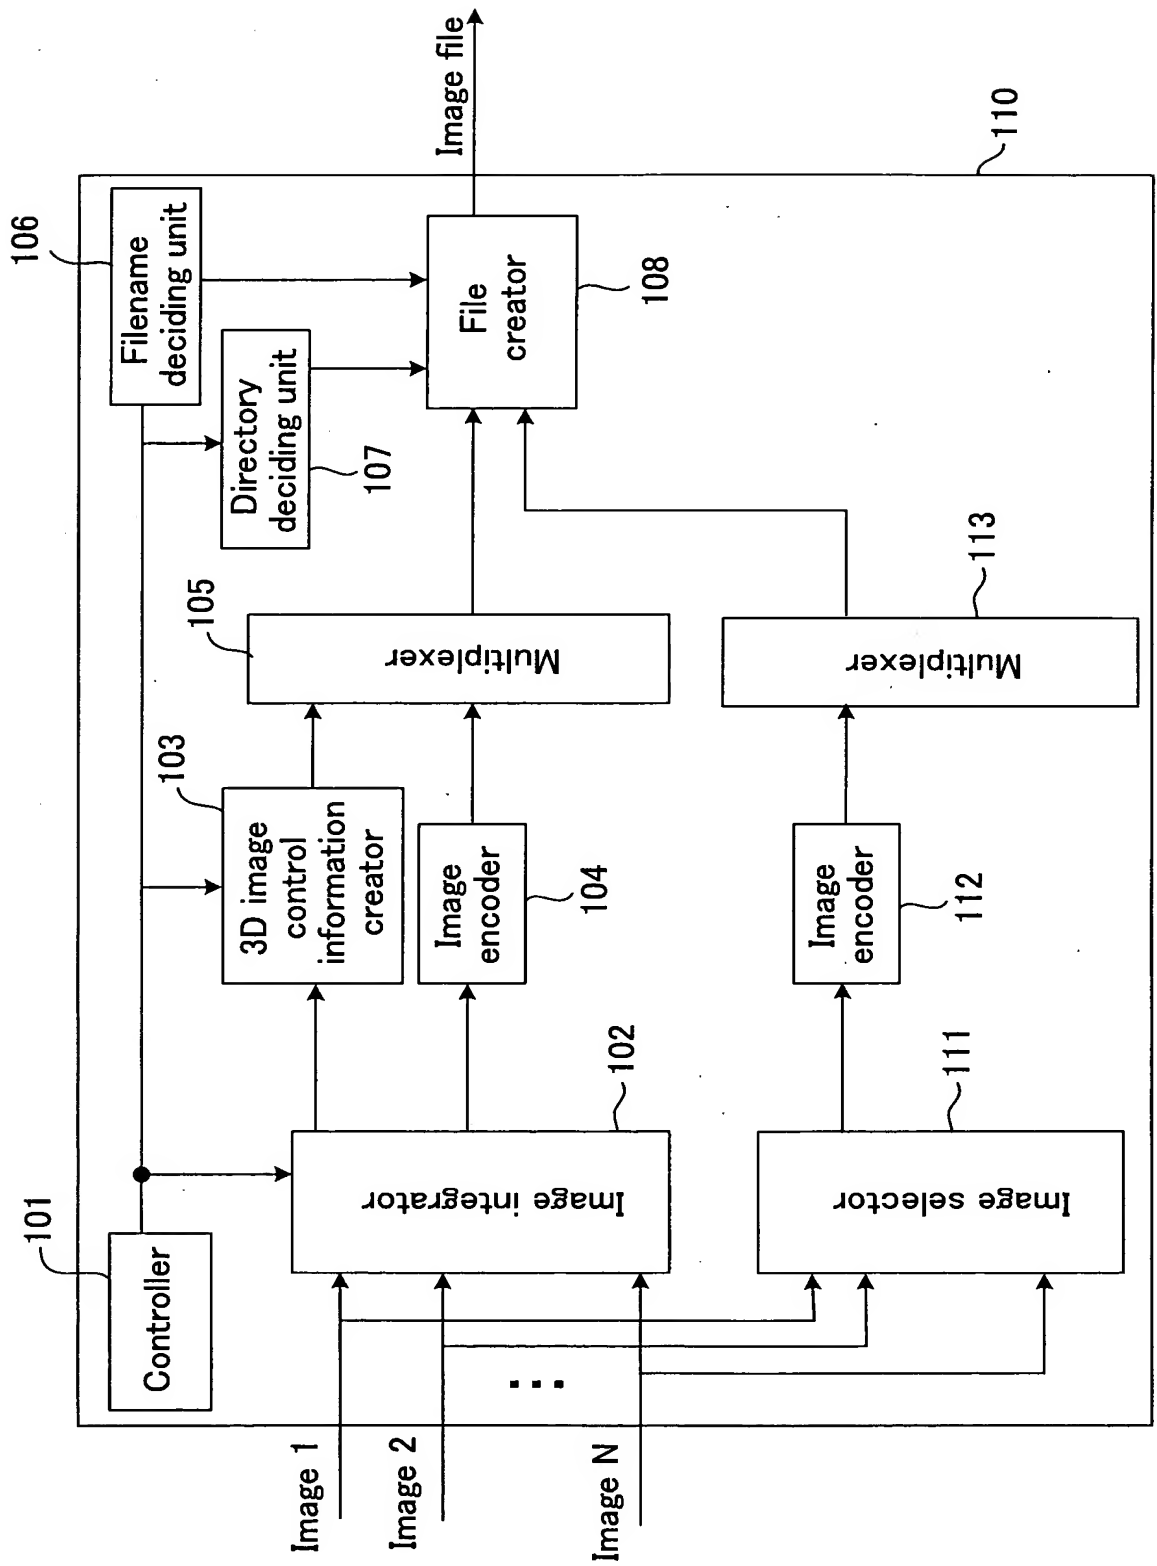 101
Controller
Image 1
Image 2
Image N
...
Image integrator
102
Image selector
111
103
3D image
control
information
creator
Image
encoder
104
Image
encoder
112
105
Multiplexer
Multiplexer
113
106
Filename
deciding unit
Directory
deciding unit
107
File
creator
108
Image file
110